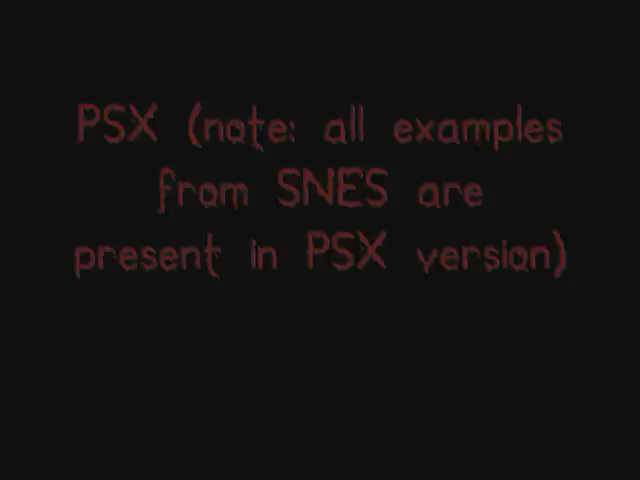 PSX (note: all examples
from SNES are
present in PSX version)